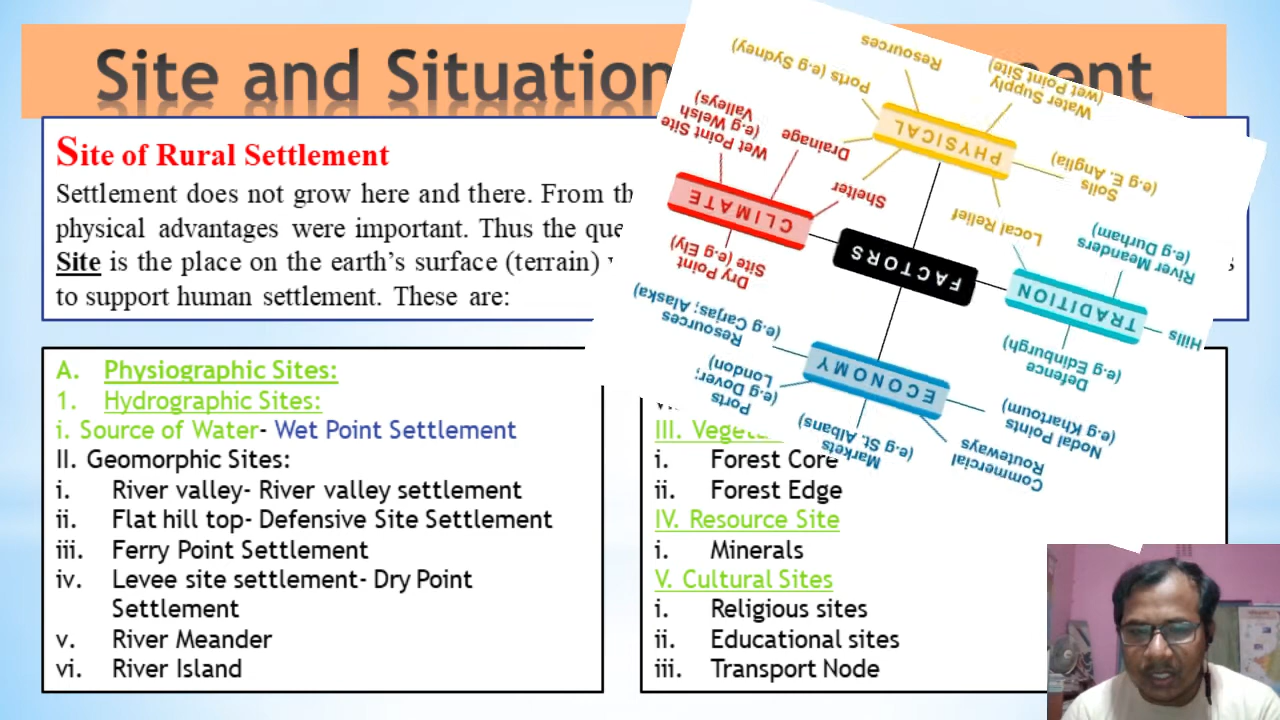 Site and Situation
ent
Site of Rural Settlement
Settlement does not grow here and there. From
physical advantages were important. Thus the
Site is the place on the earth's surface (terrain)
to support human settlement. These are:
A. Physiographic Sites:
1. Hydrographic Sites:
i. Source of Water- Wet Point Settlement
II. Geomorphic Sites:
i. River valley- River valley settlement
ii. Flat hill top- Defensive Site Settlement
iii. Ferry Point Settlement
iv. Levee site settlement- Dry Point
Settlement
v. River Meander
vi. River Island
III.
i. Forest Core
ii. Forest Edge
IV. Resource Site
i. Minerals
V. Cultural Sites
i. Religious sites
ii. Educational sites
iii. Transport Node
FACTORS
PHYSICAL
Resources
Ports (e.g Sydney)
Water Supply
(wet Point Site)
Soils
(e.g E. Anglia)
Local Relief
Drainage
Shelter
CLIMATE
Wet Point Site
(e.g Welsh
Valleys)
Dry Point
Site (e.g Ely)
TRADITION
River Meanders
(e.g Durham)
Hills
Defence
(e.g Edinburgh)
ECONOMY
Resources
(e.g Carjas; Alaska)
Ports
(e.g Dover;
London)
Markets
(e.g St. Albans)
Commercial
Routeways
Nodal Points
(e.g Khartoum)